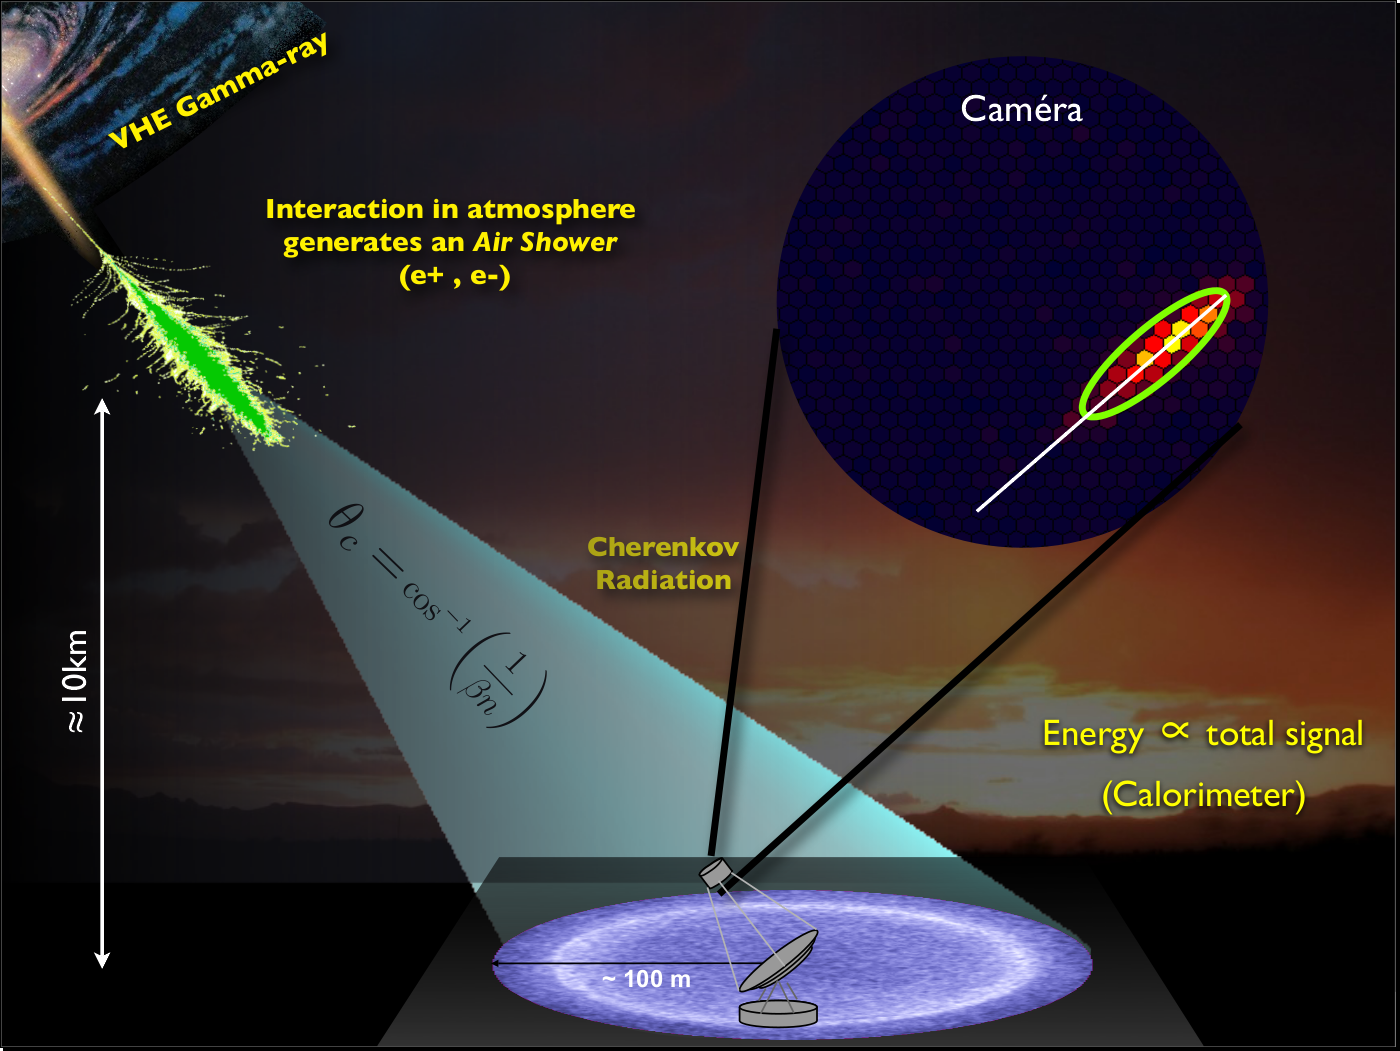 VHE Gamma-ray
Caméra
Interaction in atmosphere
generates an Air Shower
(e+ , e-)
θc = cos⁻¹(1/βn)
Cherenkov
Radiation
≈ 10km
Energy ∝ total signal
(Calorimeter)
~ 100 m